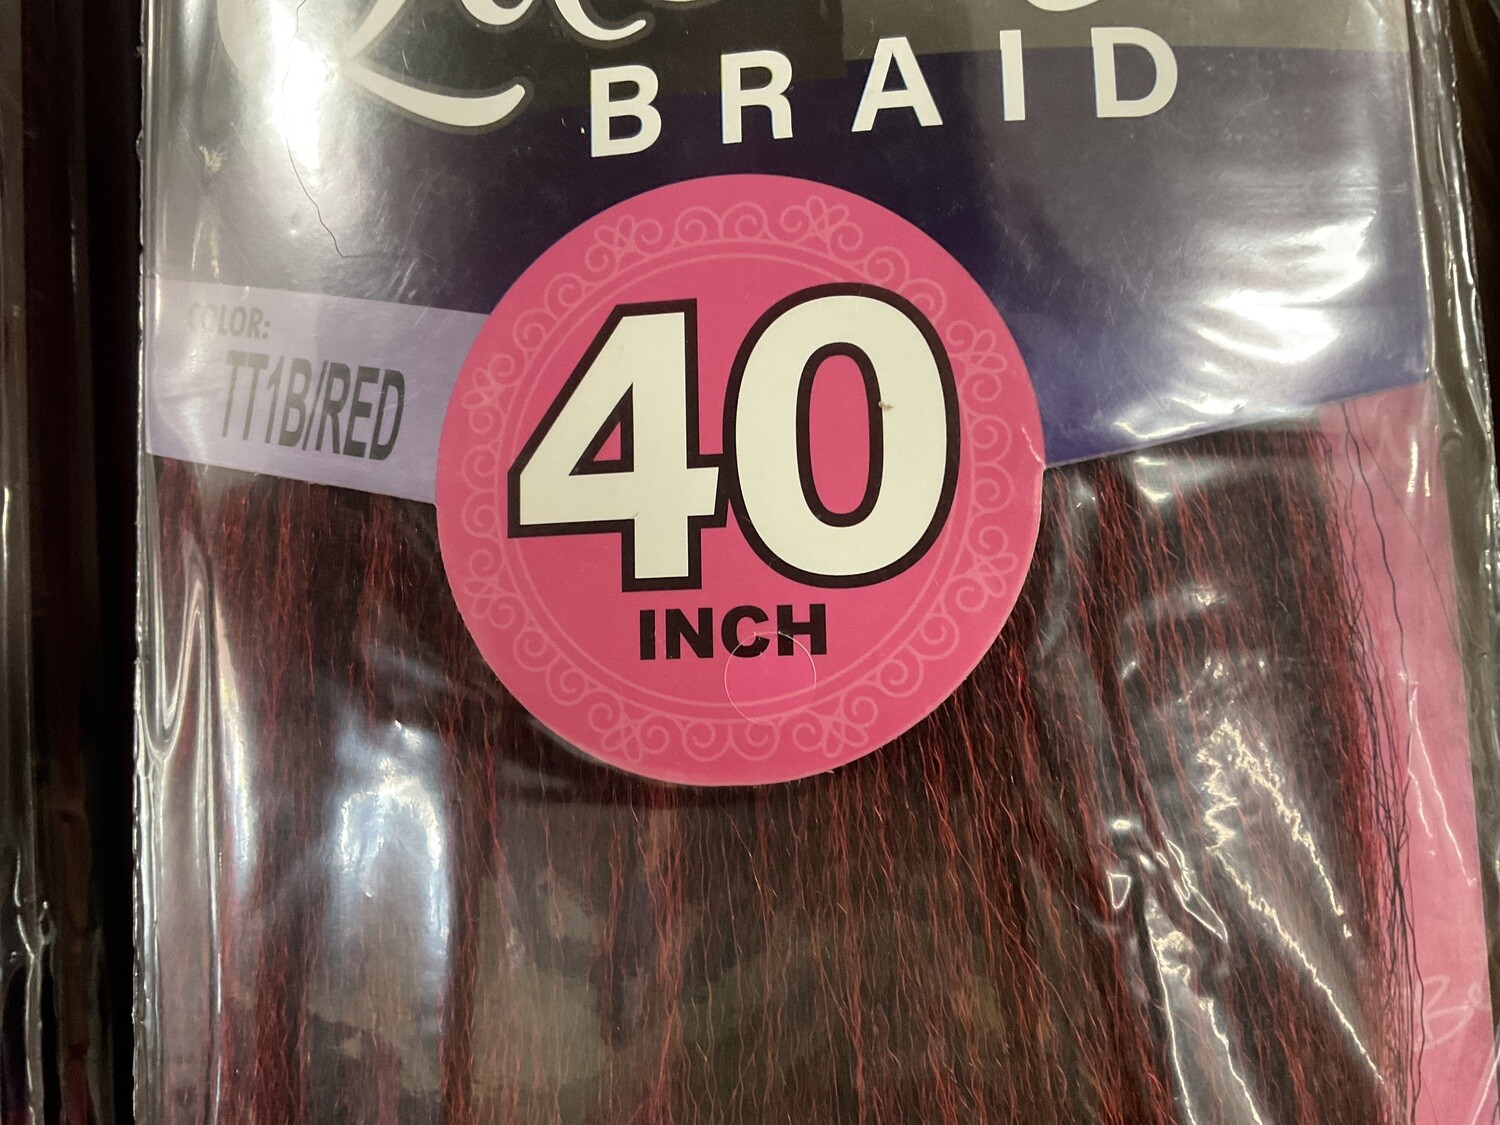 BRAID
COLOR:
TT1B/RED
40
INCH